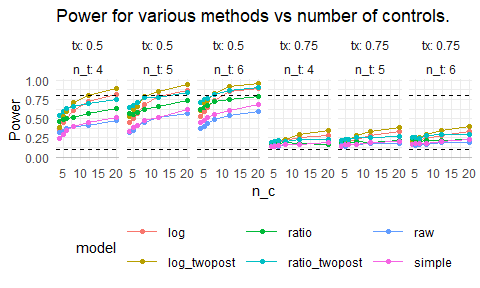 Power for various methods vs number of controls.
tx: 0.5 tx: 0.5 tx: 0.5 tx: 0.75 tx: 0.75 tx: 0.75
n_t: 4 n_t: 5 n_t: 6 n_t: 4 n_t: 5 n_t: 6
1.00
0.75
0.50
0.25
0.00
Power
5 10 15 20 5 10 15 20 5 10 15 20 5 10 15 20 5 10 15 20 5 10 15 20
n_c
model
log ratio raw
log_twopost ratio_twopost simple